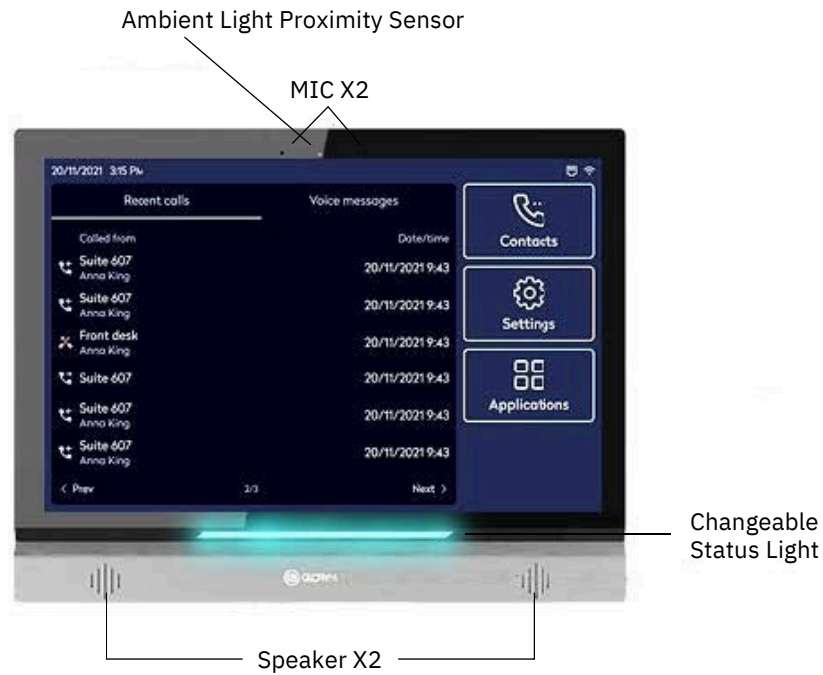 Ambient Light Proximity Sensor
MIC X2
20/11/2021 3:15 PM
Recent calls Voice messages
Called from Date/time
Suite 607
Anna King
20/11/2021 9:43
Suite 607
Anna King
20/11/2021 9:43
Front desk
Anna King
20/11/2021 9:43
Suite 607 20/11/2021 9:43
Suite 607
Anna King
20/11/2021 9:43
Suite 607
Anna King
20/11/2021 9:43
< Prev 2/3 Next >
Contacts
Settings
Applications
Changeable
Status Light
Speaker X2